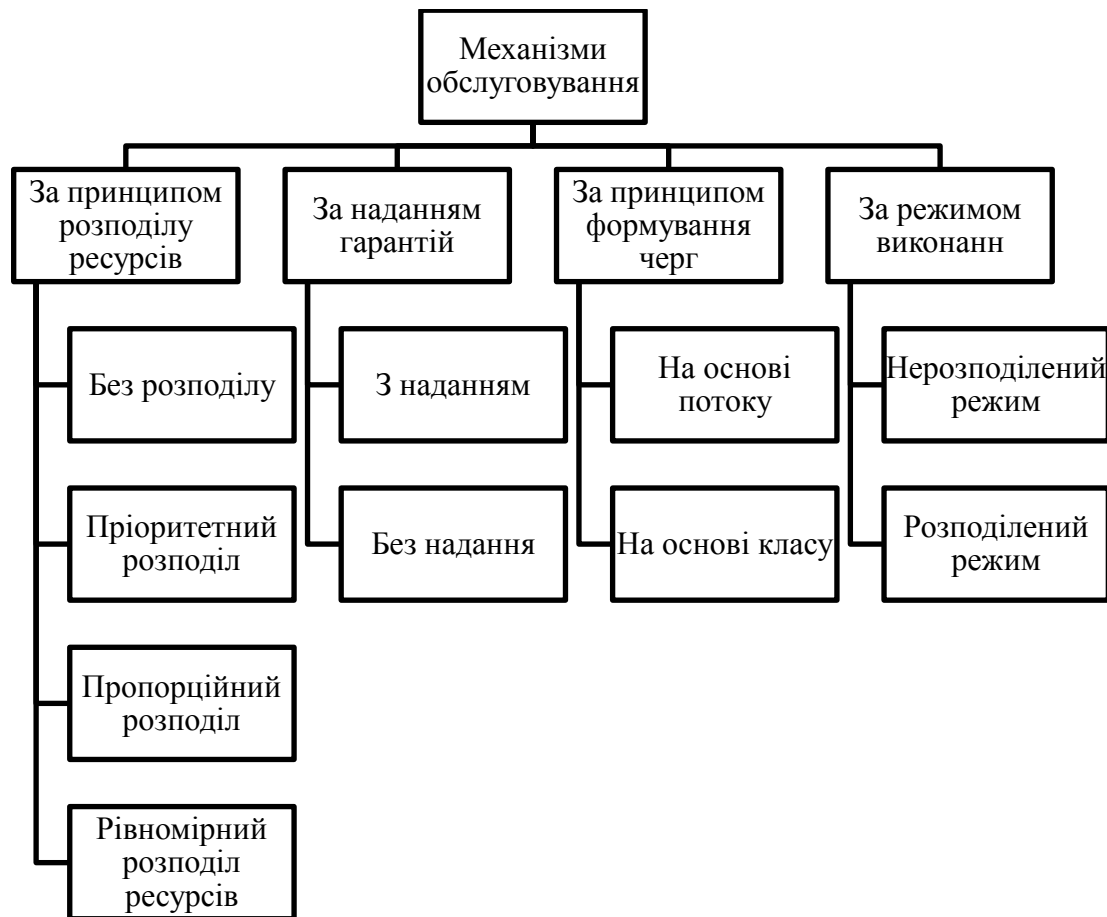 Механізми
обслуговування
За принципом
розподілу
ресурсів
За наданням
гарантій
За принципом
формування
черг
За режимом
виконанн
Без розподілу
З наданням
На основі
потоку
Нерозподілений
режим
Пріоритетний
розподіл
Без надання
На основі класу
Розподілений
режим
Пропорційний
розподіл
Рівномірний
розподіл
ресурсів